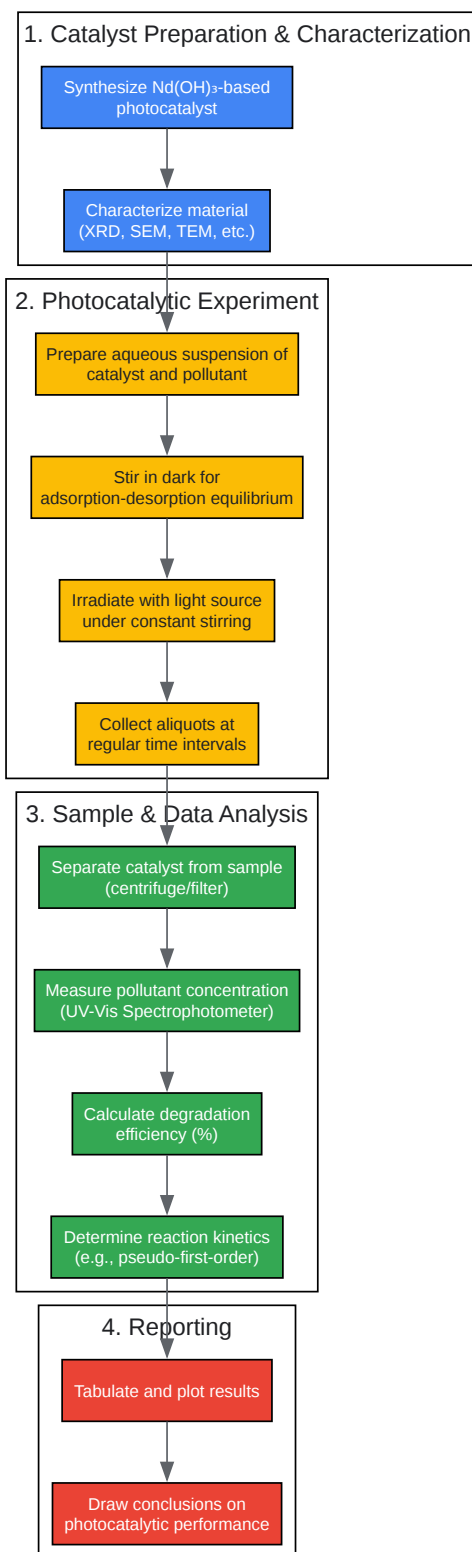 1. Catalyst Preparation & Characterization
Synthesize Nd(OH)₃-based
photocatalyst
Characterize material
(XRD, SEM, TEM, etc.)
2. Photocatalytic Experiment
Prepare aqueous suspension of
catalyst and pollutant
Stir in dark for
adsorption-desorption equilibrium
Irradiate with light source
under constant stirring
Collect aliquots at
regular time intervals
3. Sample & Data Analysis
Separate catalyst from sample
(centrifuge/filter)
Measure pollutant concentration
(UV-Vis Spectrophotometer)
Calculate degradation
efficiency (%)
Determine reaction kinetics
(e.g., pseudo-first-order)
4. Reporting
Tabulate and plot results
Draw conclusions on
photocatalytic performance